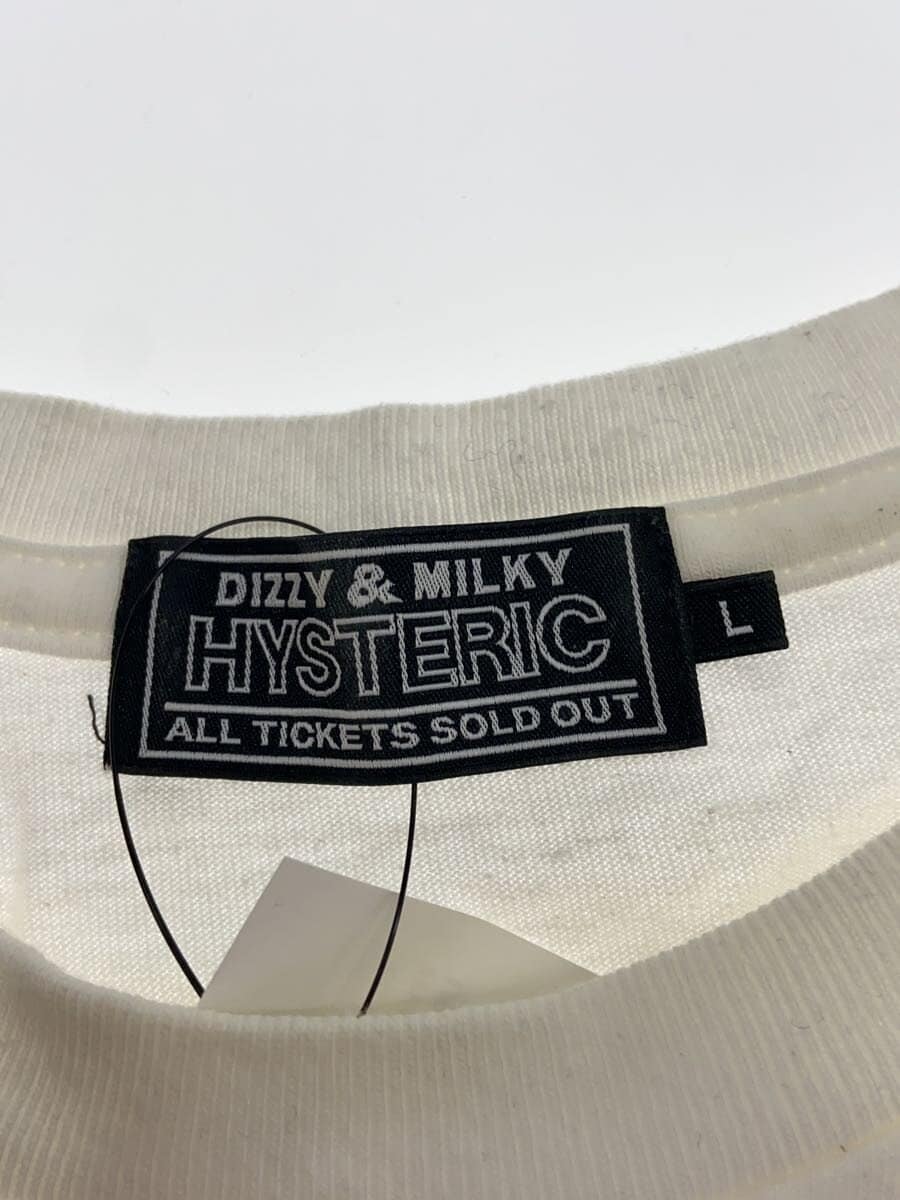 DIZZY & MILKY
HYSTERIC
ALL TICKETS SOLD OUT
L